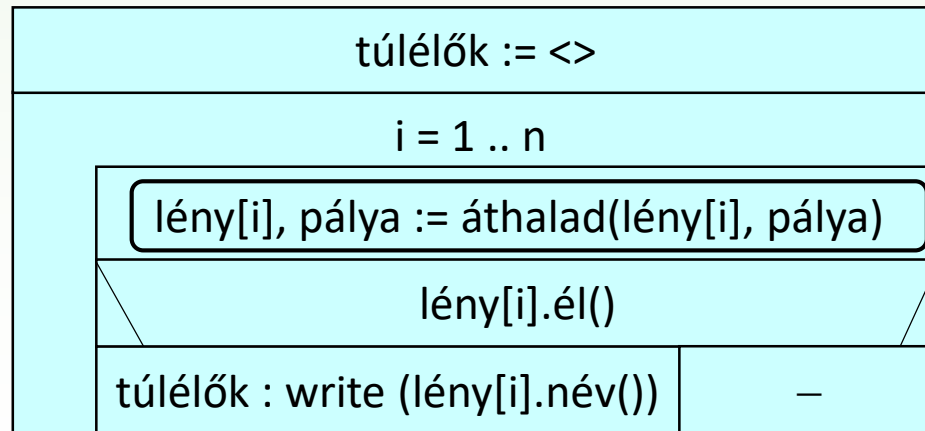 túlélők := <>
i = 1 .. n
lény[i], pálya := áthalad(lény[i], pálya)
lény[i].él()
túlélők : write (lény[i].név()) –